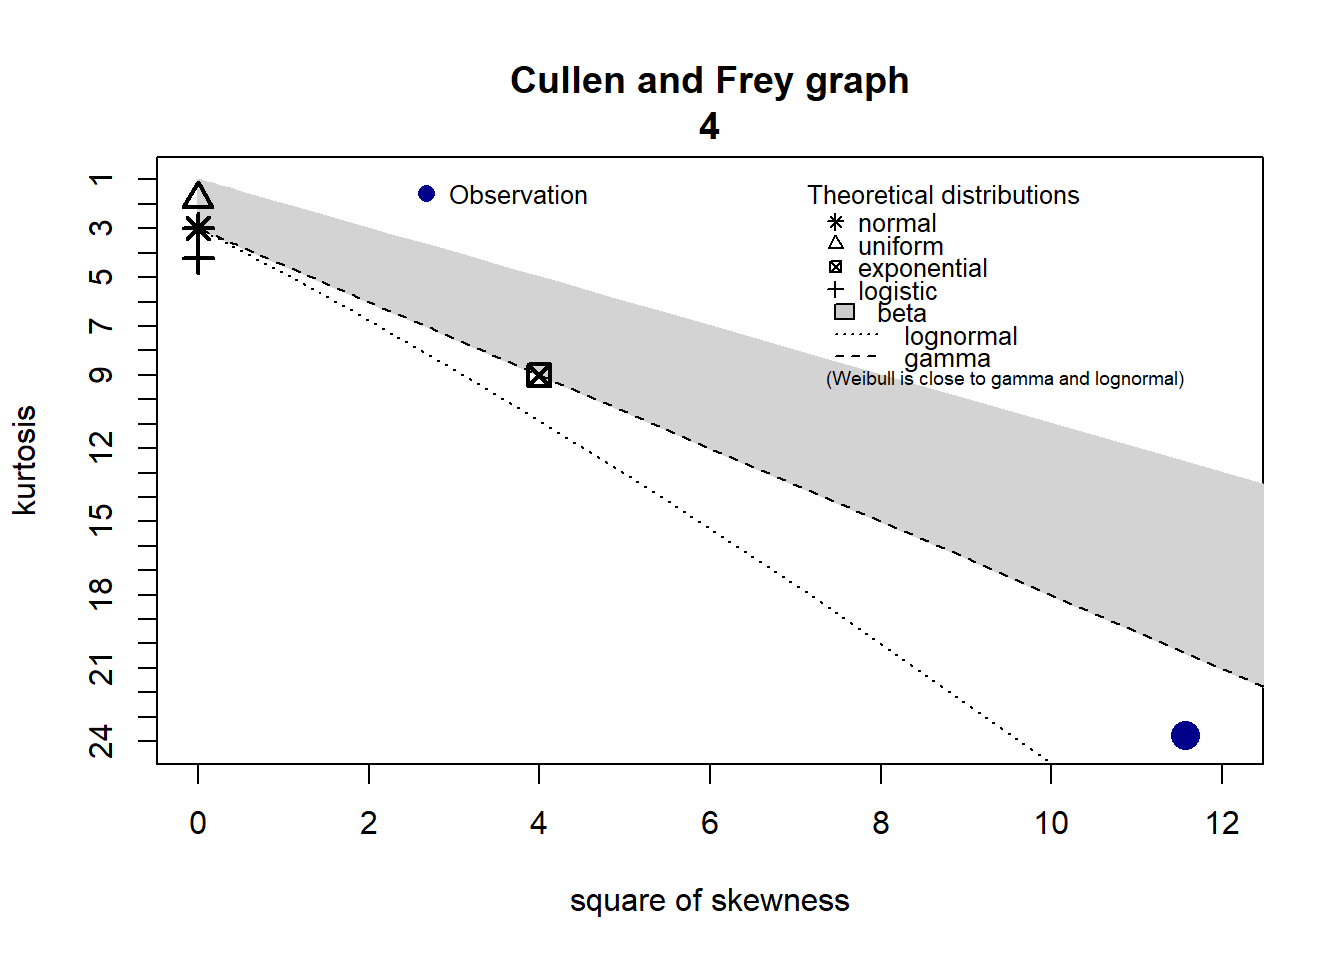 Cullen and Frey graph
4
Observation
Theoretical distributions
normal
uniform
exponential
logistic
beta
lognormal
gamma
(Weibull is close to gamma and lognormal)
kurtosis
1
3
5
7
9
12
15
18
21
24
0 2 4 6 8 10 12
square of skewness